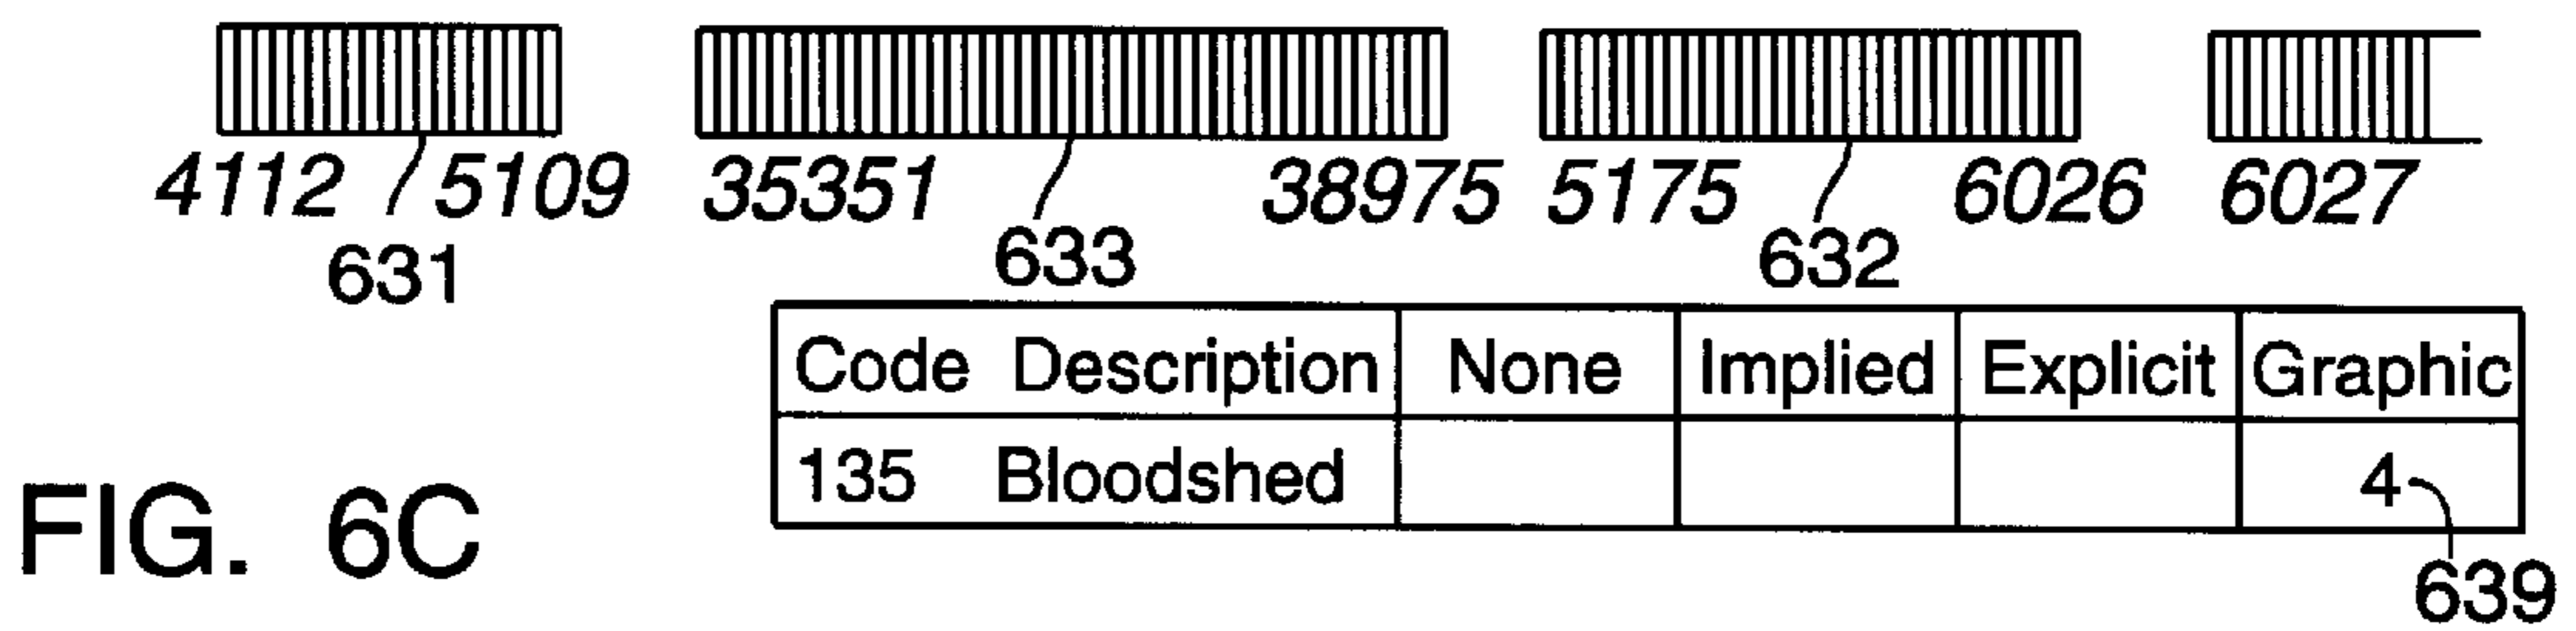 4112 5109 35351 38975 5175 6026 6027
631 633 632
Code Description None Implied Explicit Graphic
135 Bloodshed 4
FIG. 6C
639